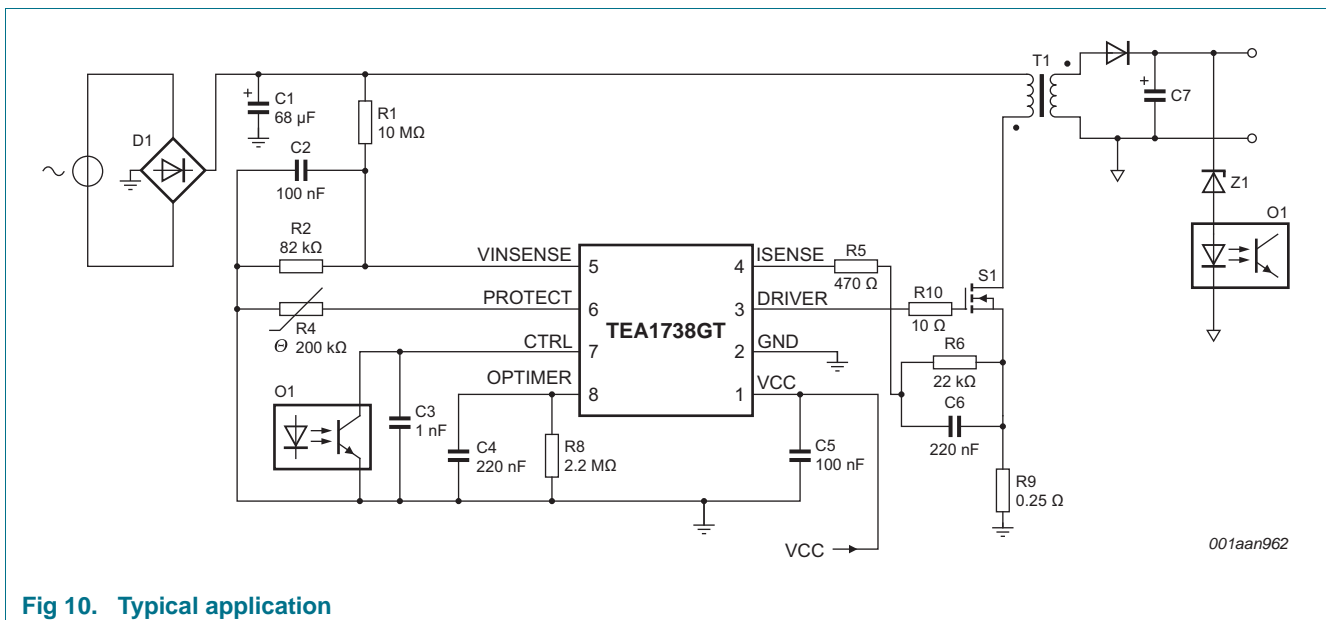 T1
C1
68 µF
+
R1
10 MΩ
D1
C2
100 nF
+
C7
Z1
O1
R2
82 kΩ
VINSENSE
5
4
ISENSE
R5
470 Ω
S1
PROTECT
6
3
DRIVER
R10
10 Ω
R4
Θ 200 kΩ
TEA1738GT
CTRL
7
2
GND
R6
22 kΩ
OPTIMER
8
1
VCC
O1
C3
1 nF
C4
220 nF
R8
2.2 MΩ
C5
100 nF
C6
220 nF
R9
0.25 Ω
VCC
001aan962
Fig 10. Typical application